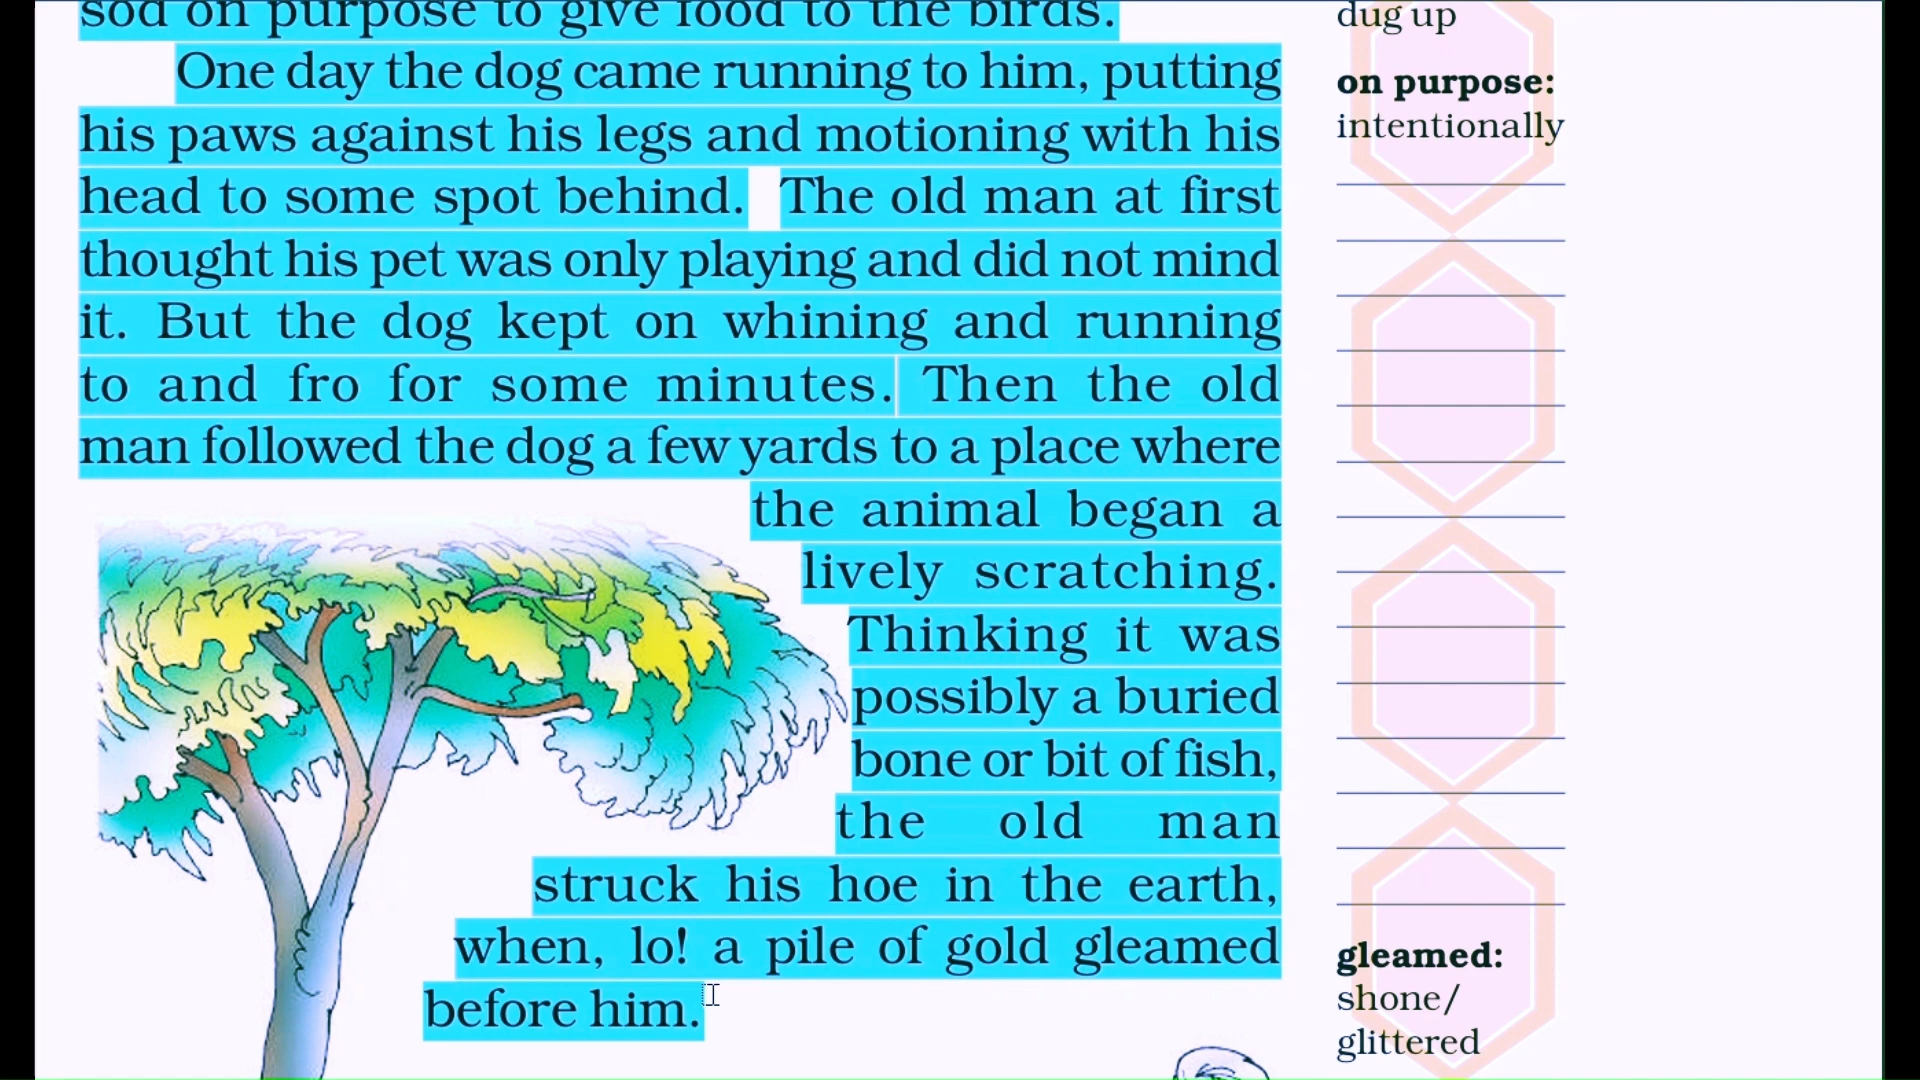 sod on purpose to give food to the birds.
One day the dog came running to him, putting
his paws against his legs and motioning with his
head to some spot behind. The old man at first
thought his pet was only playing and did not mind
it. But the dog kept on whining and running
to and fro for some minutes. Then the old
man followed the dog a few yards to a place where
the animal began a
lively scratching.
Thinking it was
possibly a buried
bone or bit of fish,
the old man
struck his hoe in the earth,
when, lo! a pile of gold gleamed
before him.
dug up
on purpose:
intentionally
gleamed:
shone/
glittered